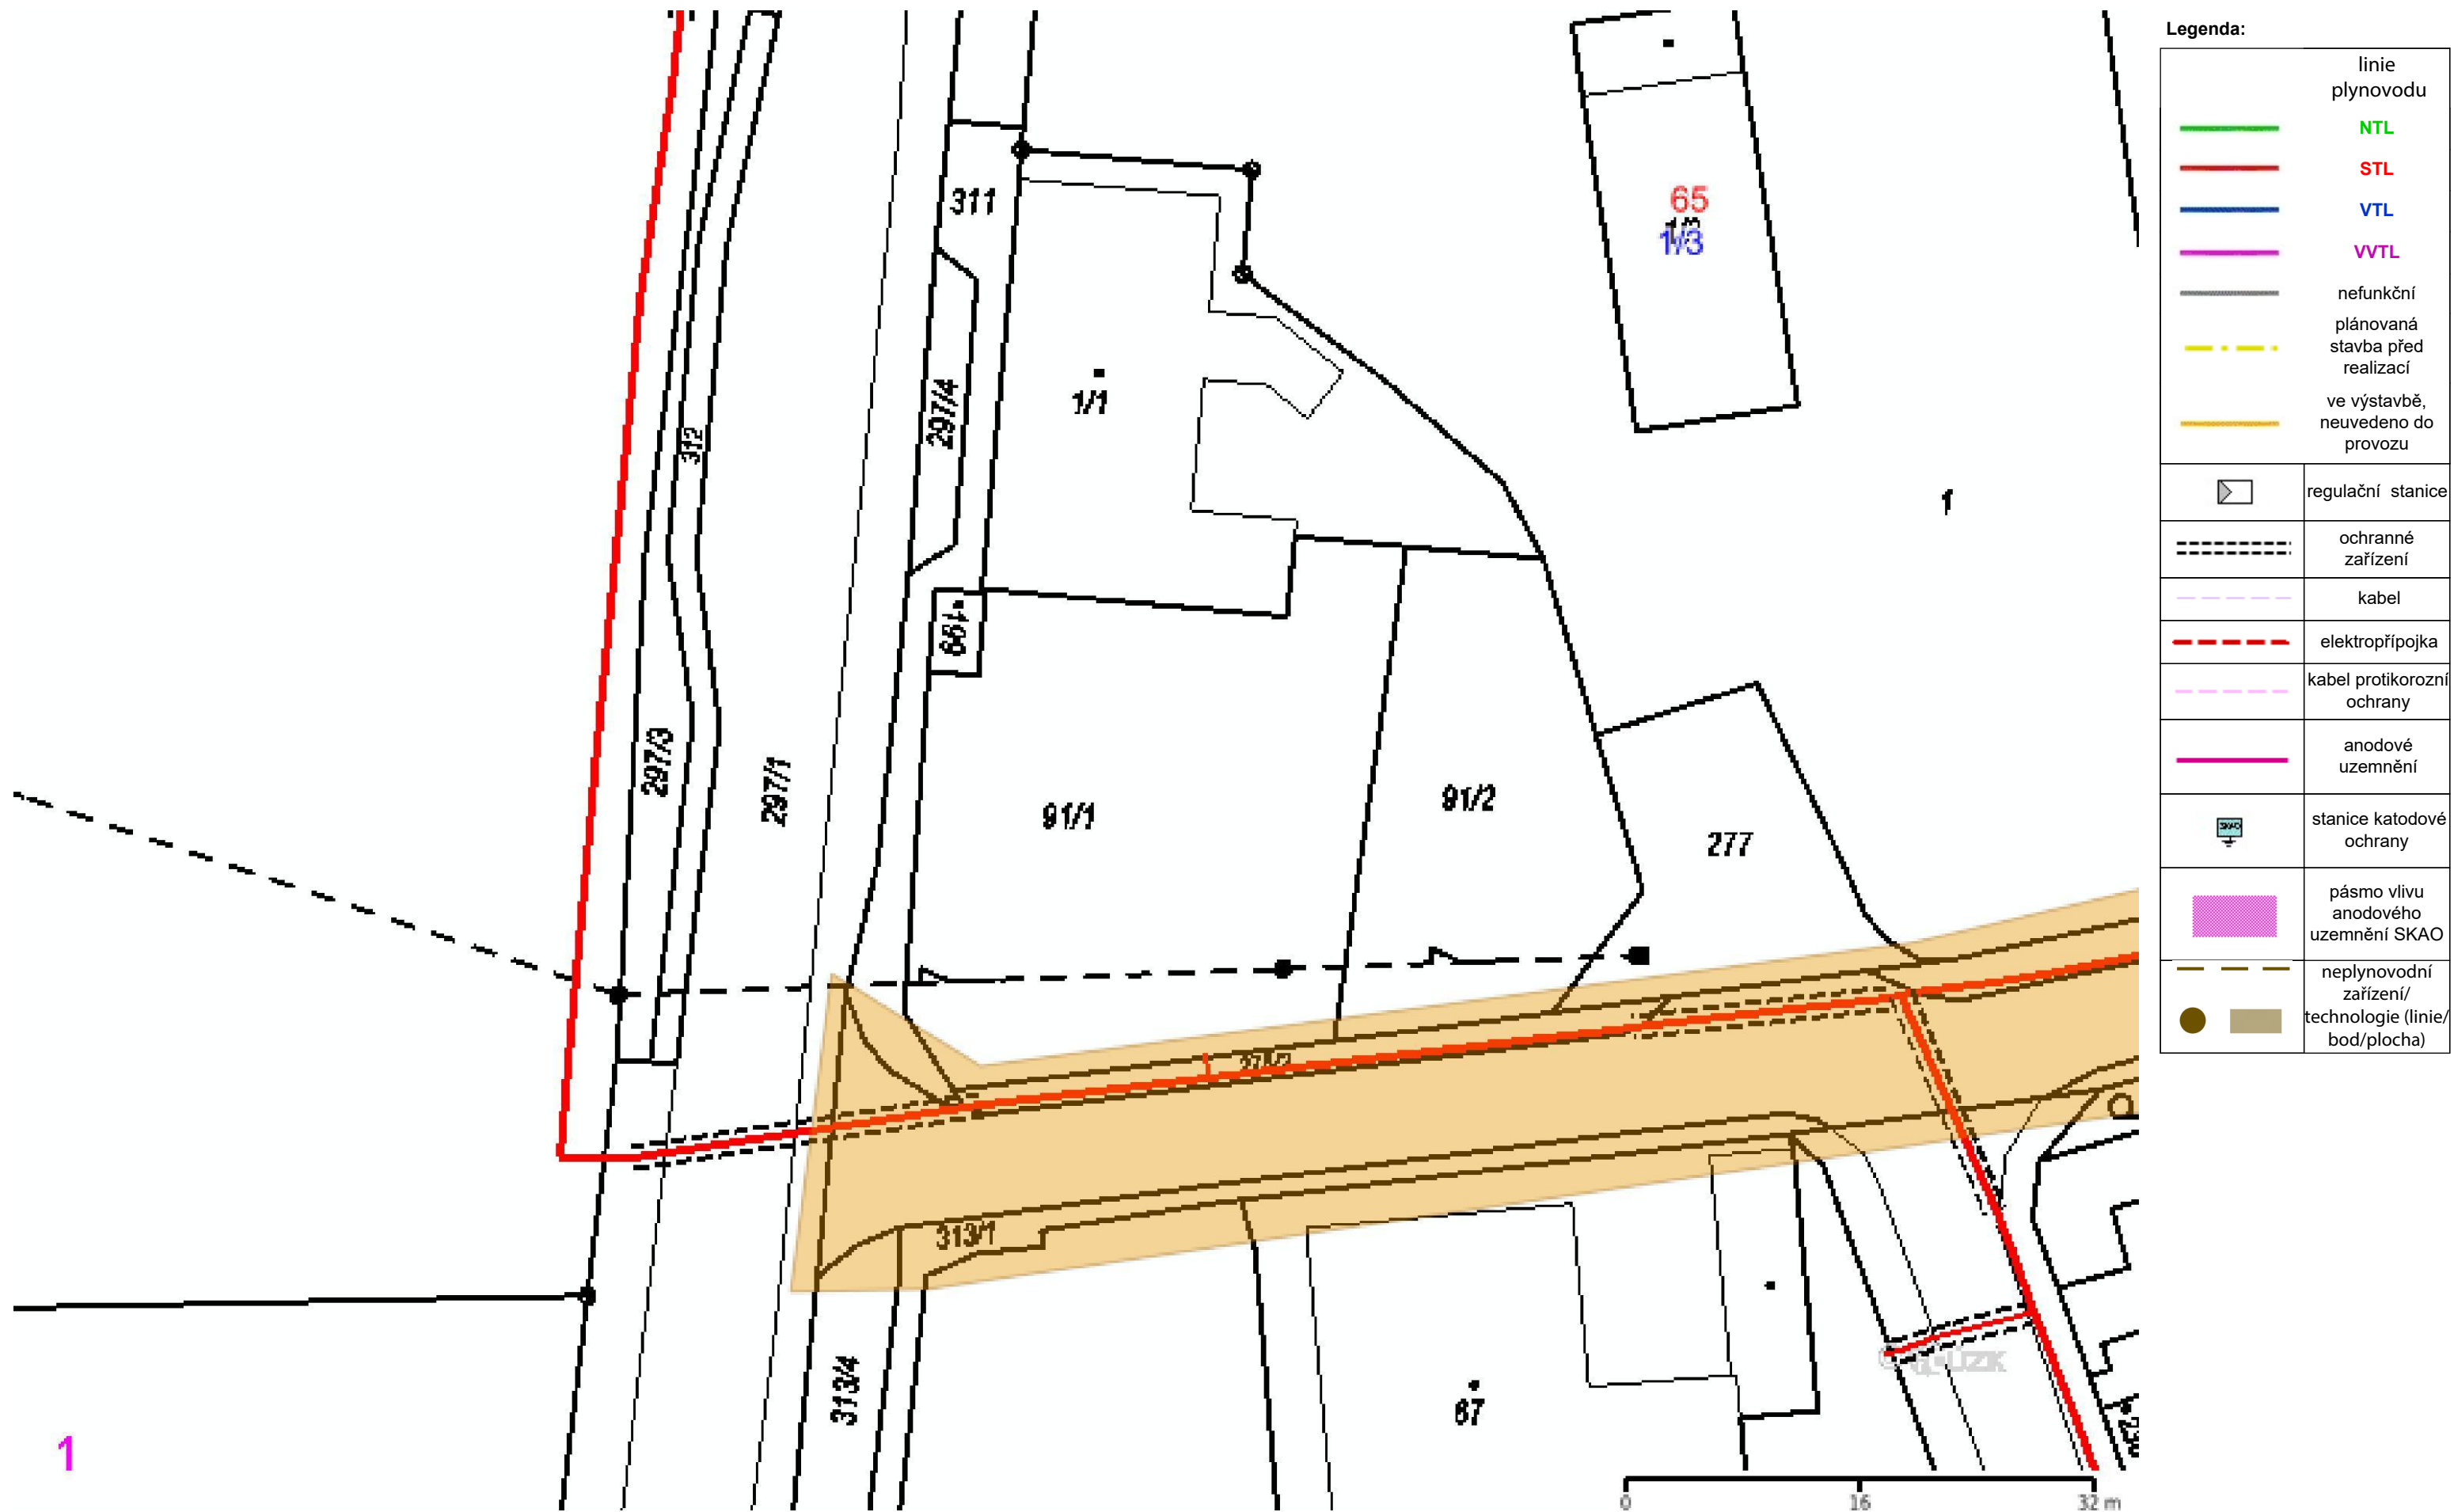 Legenda:
linie
plynovodu
NTL
STL
VTL
VVTL
nefunkční
plánovaná
stavba před
realizací
ve výstavbě,
neuvedeno do
provozu
regulační stanice
ochranné
zařízení
kabel
elektropřípojka
kabel protikorozní
ochrany
anodové
uzemnění
SKAO
stanice katodové
ochrany
pásmo vlivu
anodového
uzemnění SKAO
neplynovodní
zařízení/
technologie (linie/
bod/plocha)
311
65
1/3
297/4
1/1
312
1
199
297/3
297/1
91/1
91/2
277
313/1
313/4
67
1
0 16 32 m